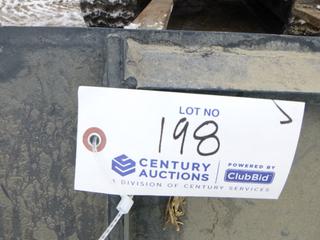 LOT NO
198
CENTURY AUCTIONS
POWERED BY
ClubBid
A DIVISION OF CENTURY SERVICES